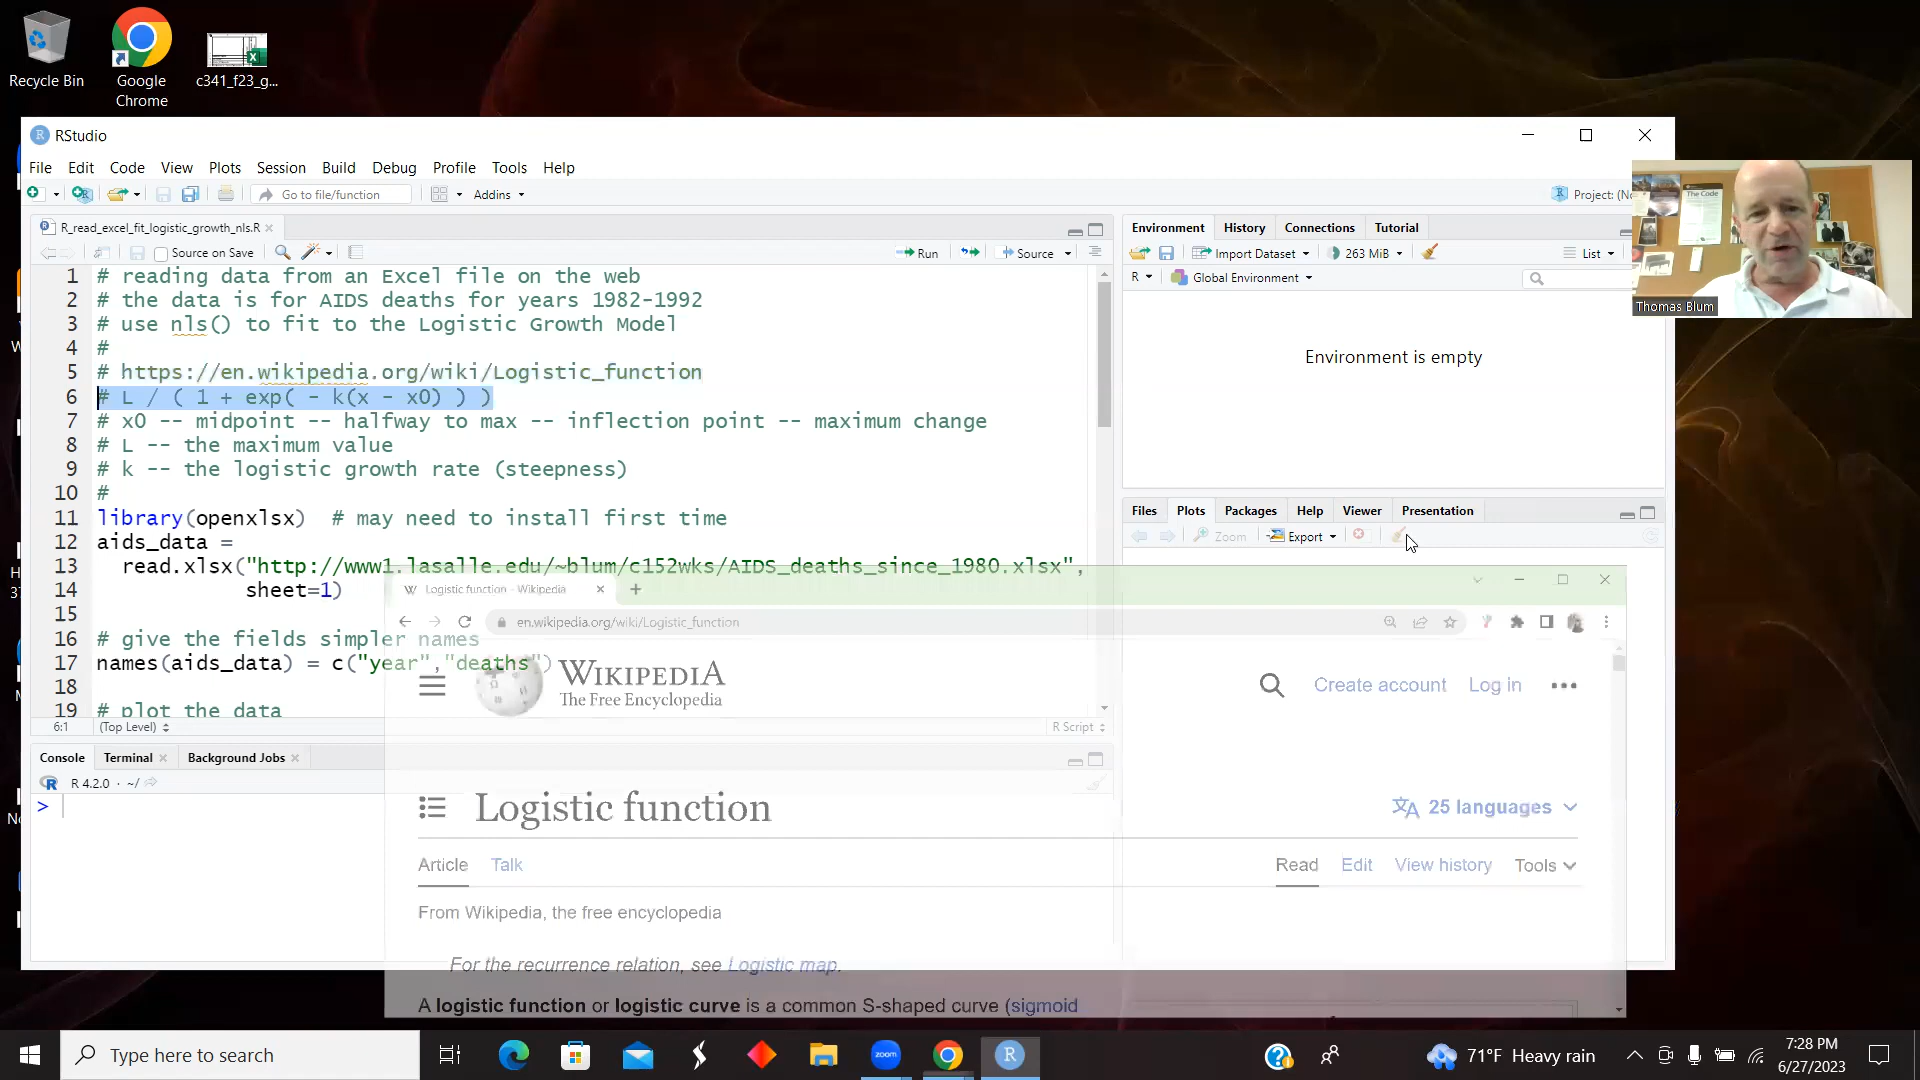 Recycle Bin
Google
Chrome
c341_f23_g...
RStudio
File Edit Code View Plots Session Build Debug Profile Tools Help
Go to file/function
Addins
Project: (No
R_read_excel_fit_logistic_growth_nls.R
Source on Save
Run
Source
1 # reading data from an Excel file on the web
2 # the data is for AIDS deaths for years 1982-1992
3 # use nls() to fit to the Logistic Growth Model
4 #
5 # https://en.wikipedia.org/wiki/Logistic_function
6 # L / ( 1 + exp( - k(x - x0) ) )
7 # x0 -- midpoint -- halfway to max -- inflection point -- maximum change
8 # L -- the maximum value
9 # k -- the logistic growth rate (steepness)
10 #
11 library(openxlsx)  # may need to install first time
12 aids_data =
13   read.xlsx("http://www1.lasalle.edu/~blum/c152wks/AIDS_deaths_since_1980.xlsx",
14             sheet=1)
15
16 # give the fields simpler names
17 names(aids_data) = c("year","deaths")
18
19 # plot the data
6:1 (Top Level)
R Script
Console Terminal Background Jobs
R 4.2.0 · ~/
>
Environment History Connections Tutorial
Import Dataset 263 MiB
List
R Global Environment
Environment is empty
Thomas Blum
The Code
Files Plots Packages Help Viewer Presentation
Zoom Export
W Logistic function - Wikipedia
en.wikipedia.org/wiki/Logistic_function
WIKIPEDIA
The Free Encyclopedia
Create account Log in
Logistic function
25 languages
Article Talk
Read Edit View history Tools
From Wikipedia, the free encyclopedia
For the recurrence relation, see Logistic map.
A logistic function or logistic curve is a common S-shaped curve (sigmoid
Type here to search
zoom
R
71°F Heavy rain
7:28 PM
6/27/2023